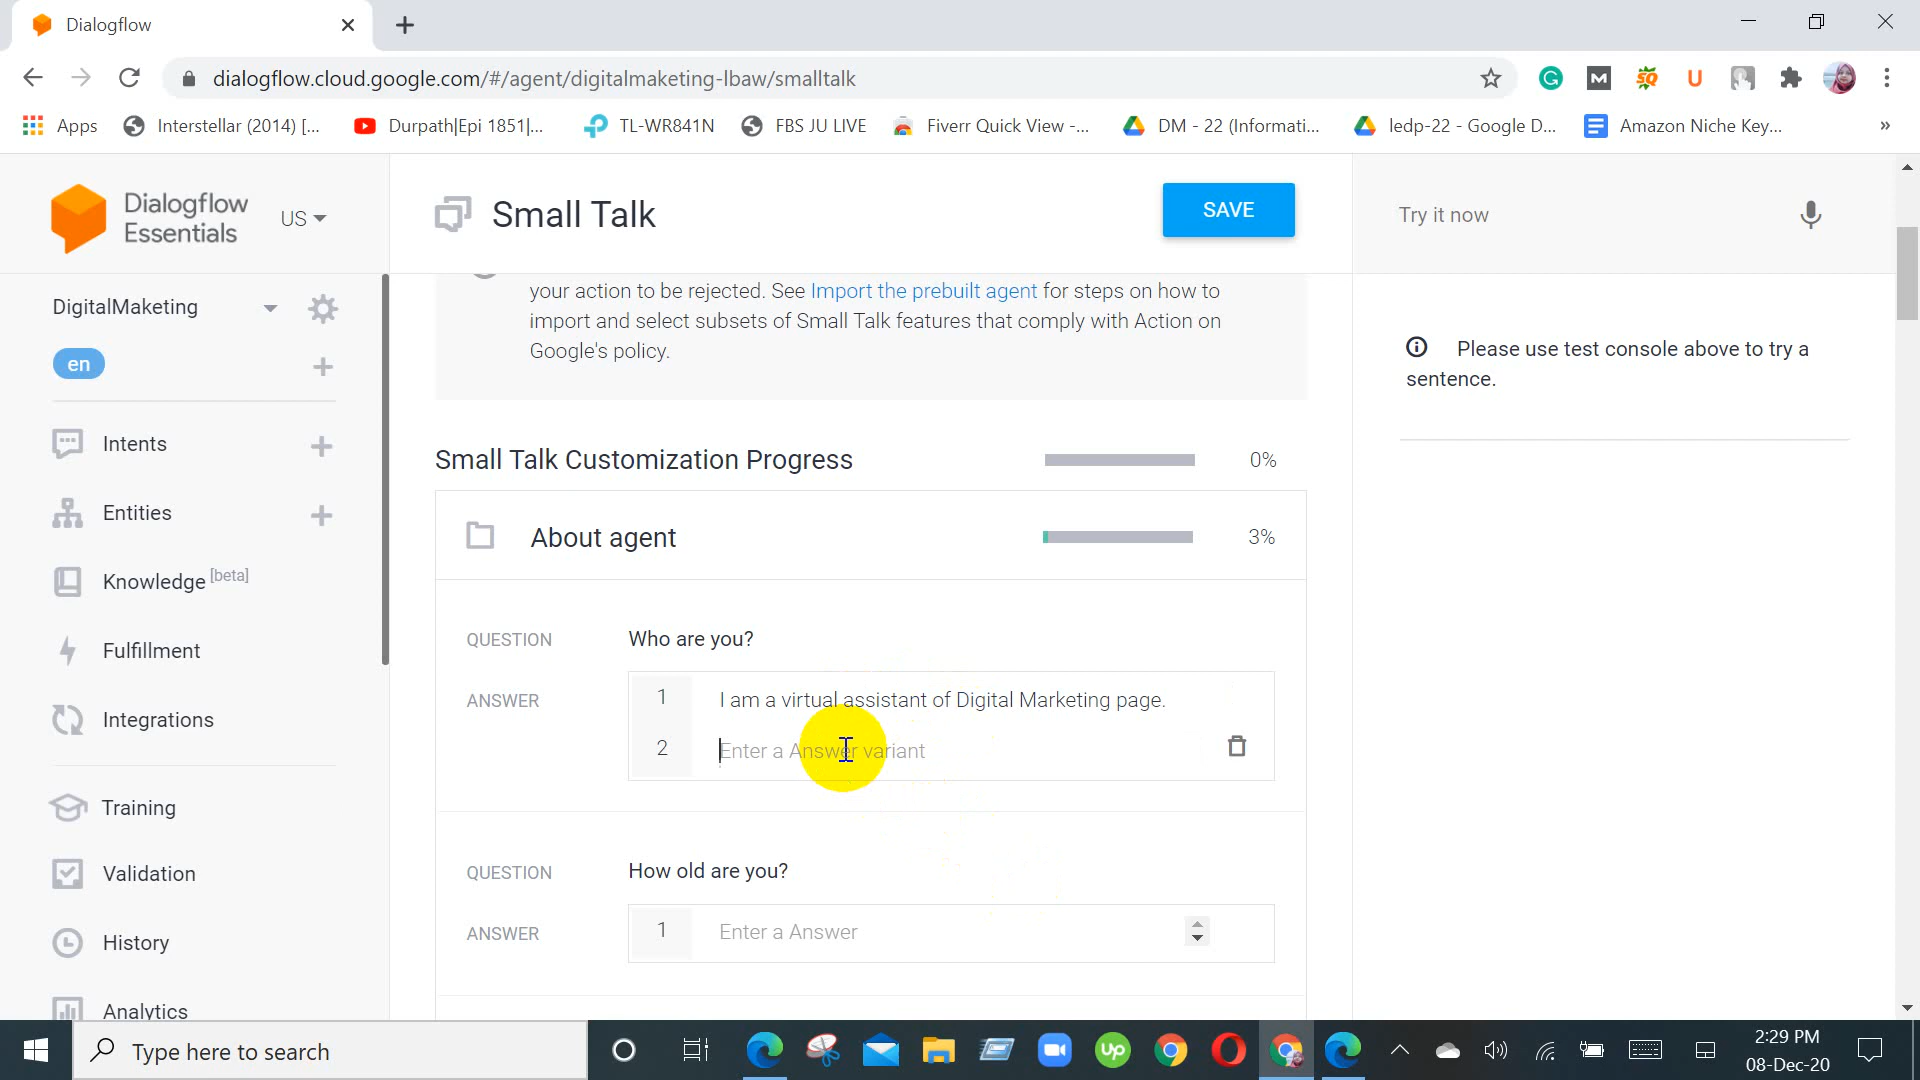 Dialogflow
dialogflow.cloud.google.com/#/agent/digitalmaketing-lbaw/smalltalk
Apps
Interstellar (2014) [...
Durpath|Epi 1851|...
TL-WR841N
FBS JU LIVE
Fiverr Quick View -...
DM - 22 (Informati...
ledp-22 - Google D...
Amazon Niche Key...
»
Dialogflow
Essentials
US
Small Talk
SAVE
Try it now
DigitalMaketing
en
your action to be rejected. See Import the prebuilt agent for steps on how to
import and select subsets of Small Talk features that comply with Action on
Google's policy.
Please use test console above to try a
sentence.
Intents
Entities
Knowledge [beta]
Fulfillment
Integrations
Training
Validation
History
Analytics
Small Talk Customization Progress
0%
About agent
3%
QUESTION
Who are you?
ANSWER
1
I am a virtual assistant of Digital Marketing page.
2
Enter a Answer variant
QUESTION
How old are you?
ANSWER
1
Enter a Answer
Type here to search
2:29 PM
08-Dec-20